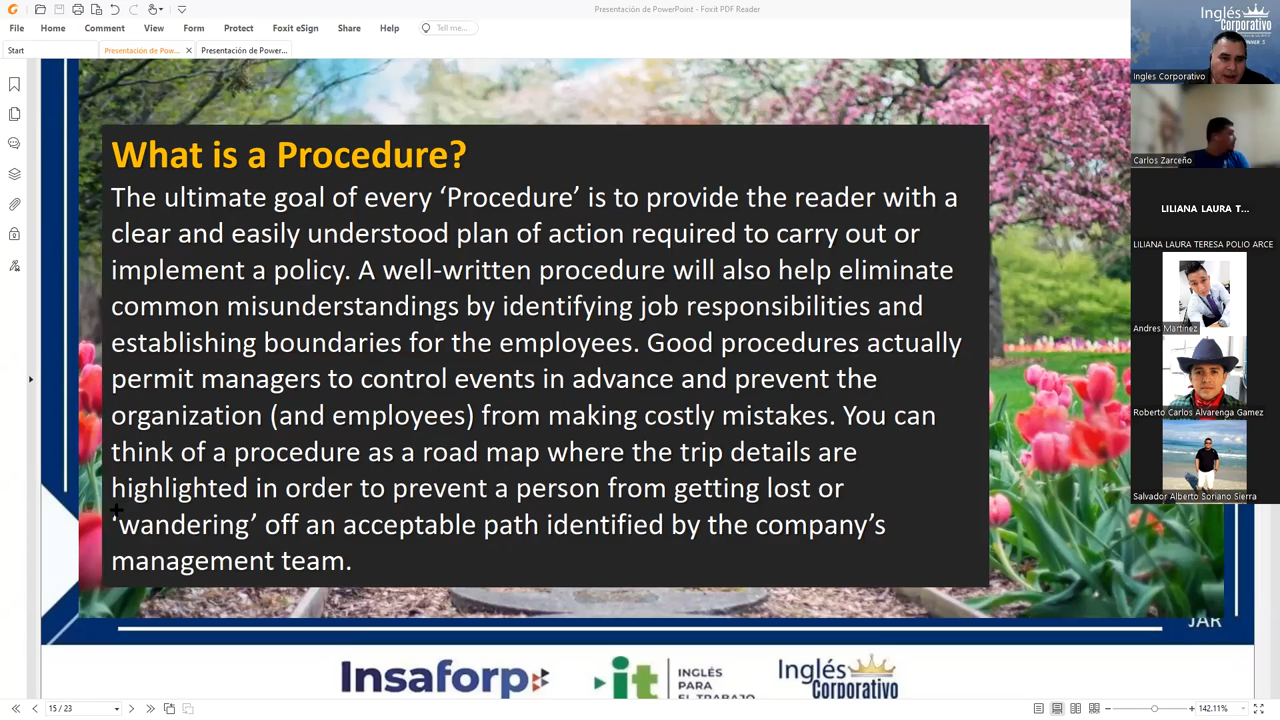 Presentación de PowerPoint - Foxit PDF Reader
File Home Comment View Form Protect Foxit eSign Share Help Tell me...
Start Presentación de Pow... Presentación de Power...
What is a Procedure?
The ultimate goal of every ‘Procedure’ is to provide the reader with a
clear and easily understood plan of action required to carry out or
implement a policy. A well-written procedure will also help eliminate
common misunderstandings by identifying job responsibilities and
establishing boundaries for the employees. Good procedures actually
permit managers to control events in advance and prevent the
organization (and employees) from making costly mistakes. You can
think of a procedure as a road map where the trip details are
highlighted in order to prevent a person from getting lost or
‘wandering’ off an acceptable path identified by the company’s
management team.
JAR
Insaforp
it
INGLÉS
PARA
EL TRABAJO
Inglés
Corporativo
15 / 23
142.11%
Inglés
Corporativo
Ingles Corporativo
Carlos Zarceño
LILIANA LAURA T...
LILIANA LAURA TERESA POLIO ARCE
Andres Martinez
Roberto Carlos Alvarenga Gamez
Salvador Alberto Soriano Sierra